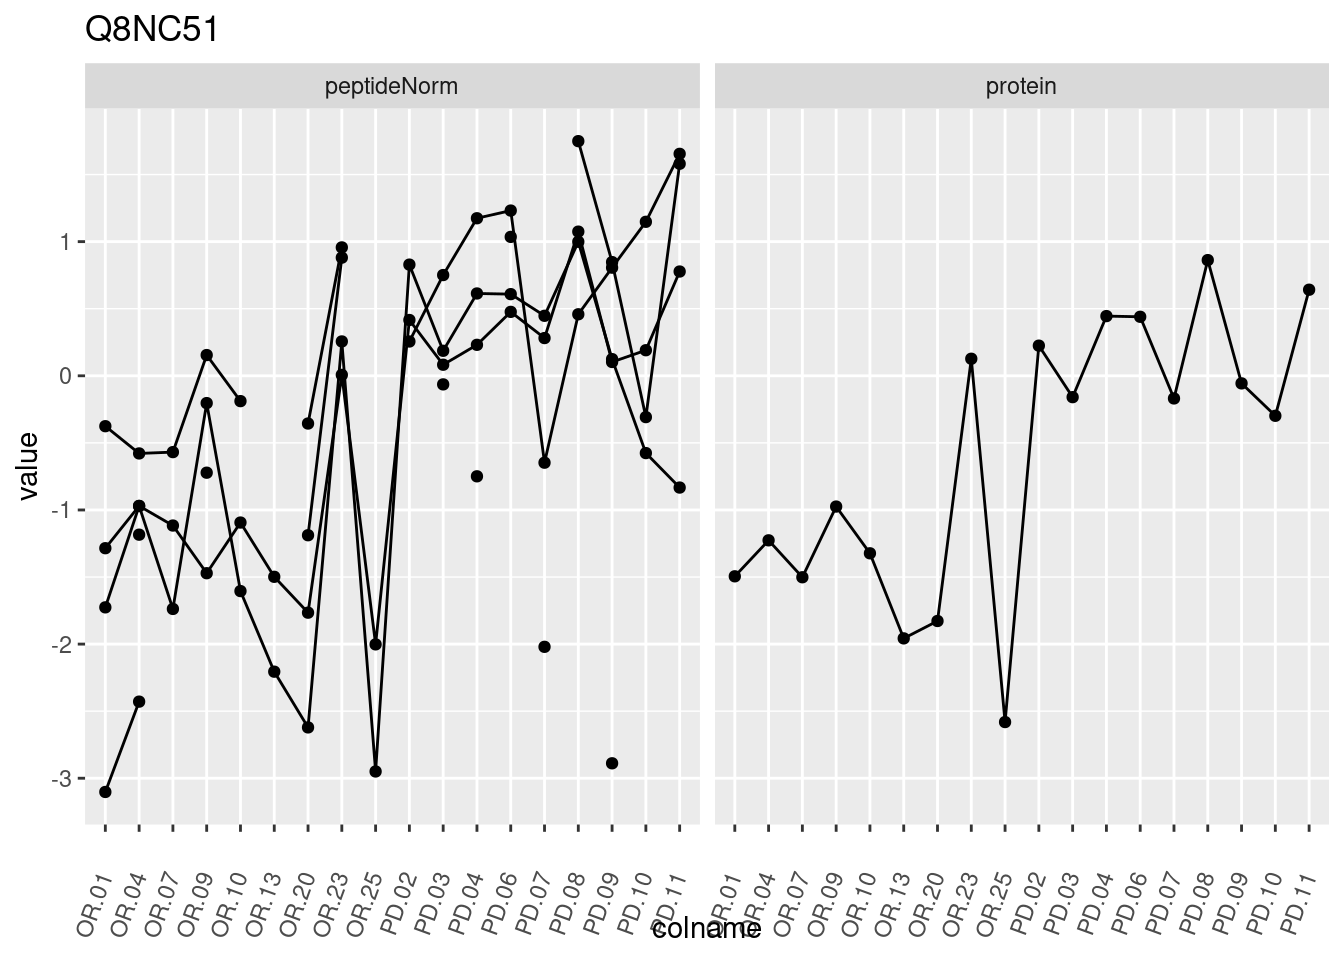 Q8NC51
peptideNorm
protein
value
1
0
-1
-2
-3
OR.01
OR.04
OR.07
OR.09
OR.10
OR.13
OR.20
OR.23
OR.25
PD.02
PD.03
PD.04
PD.06
PD.07
PD.08
PD.09
PD.10
PD.11
OR.01
OR.04
OR.07
OR.09
OR.10
OR.13
OR.20
OR.23
OR.25
PD.02
PD.03
PD.04
PD.06
PD.07
PD.08
PD.09
PD.10
PD.11
colname